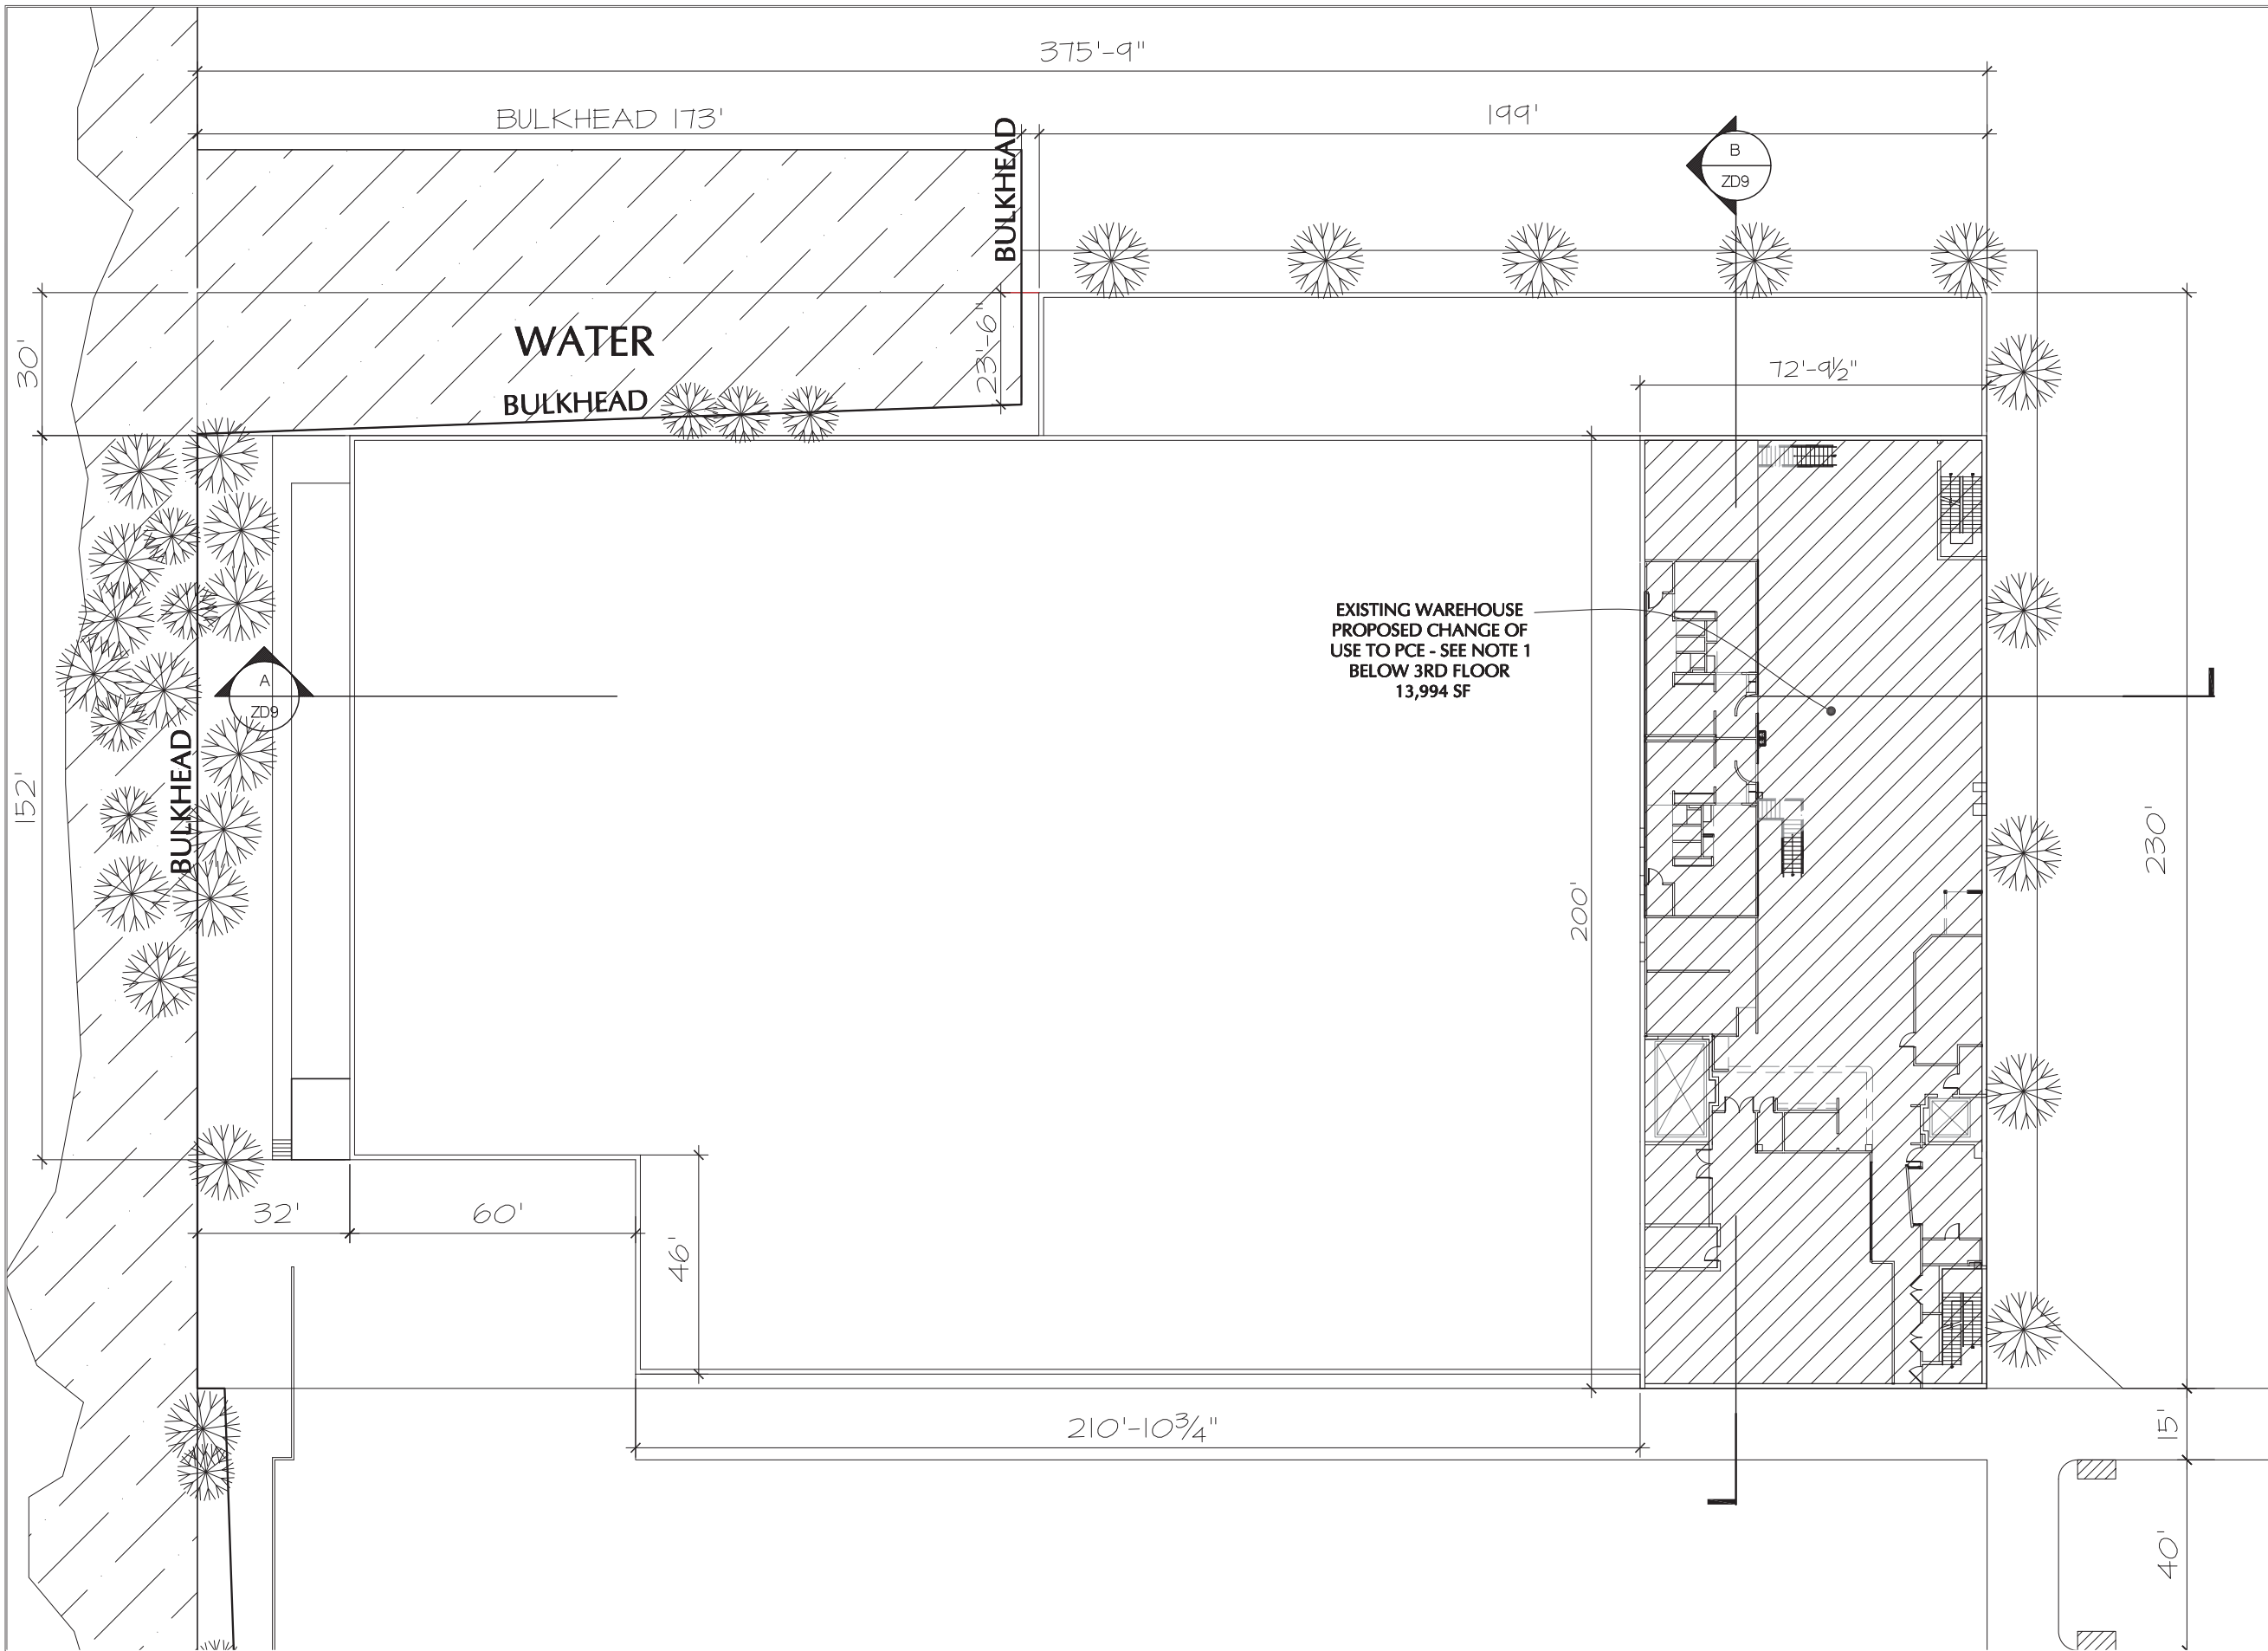 375'-9"
BULKHEAD 173'
199'
BULKHEAD
B
ZD9
30'
WATER
23'-6"
BULKHEAD
72'-9½"
EXISTING WAREHOUSE
PROPOSED CHANGE OF
USE TO PCE - SEE NOTE 1
BELOW 3RD FLOOR
13,994 SF
A
ZD9
152'
BULKHEAD
200'
230'
32'
60'
46'
210'-10¾"
15'
40'